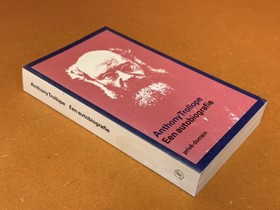 Anthony Trollope
Een autobiografie
privé-domein
Anthony Trollope Een autobiografie